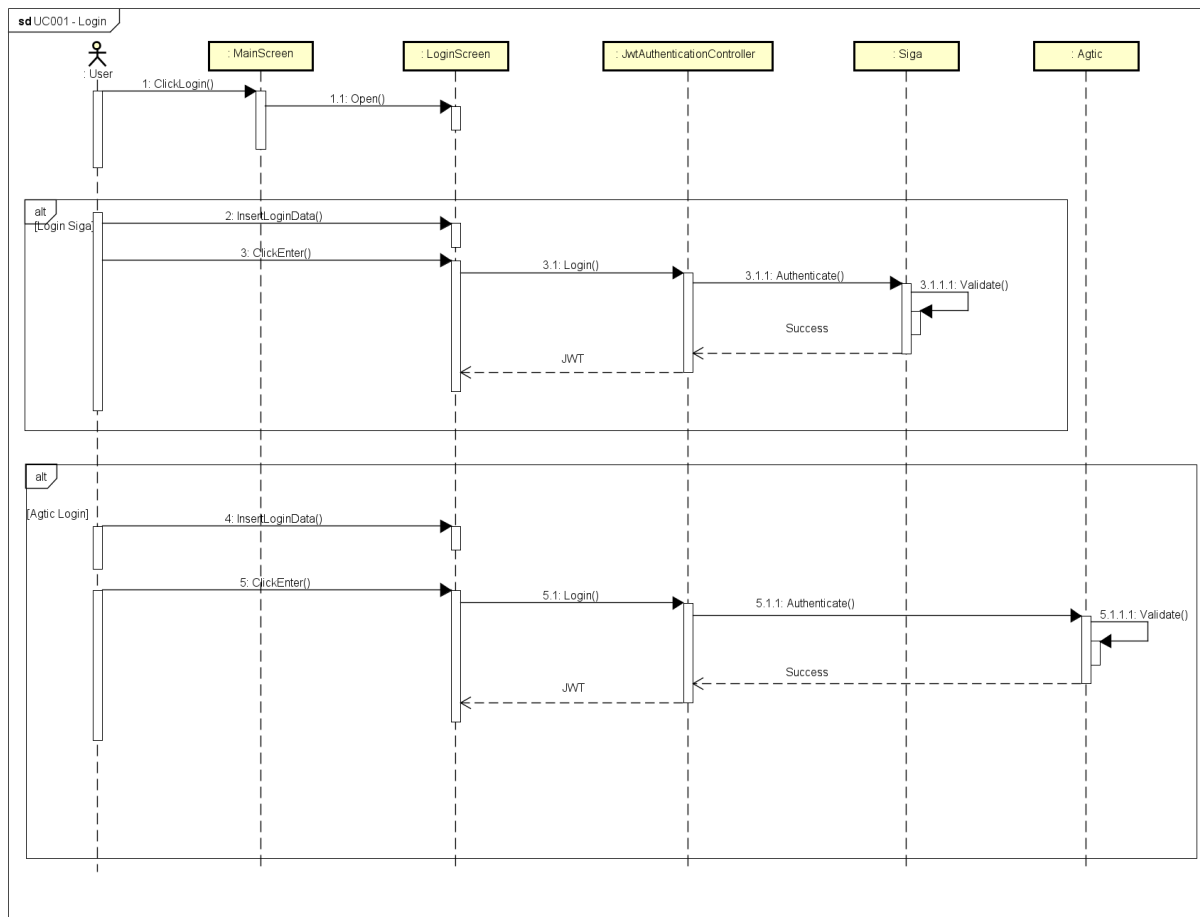 sd UC001 - Login
: User
: MainScreen
: LoginScreen
: JwtAuthenticationController
: Siga
: Agtic
1: ClickLogin()
1.1: Open()
alt
[Login Siga]
2: InsertLoginData()
3: ClickEnter()
3.1: Login()
3.1.1: Authenticate()
3.1.1.1: Validate()
Success
JWT
alt
[Agtic Login]
4: InsertLoginData()
5: ClickEnter()
5.1: Login()
5.1.1: Authenticate()
5.1.1.1: Validate()
Success
JWT